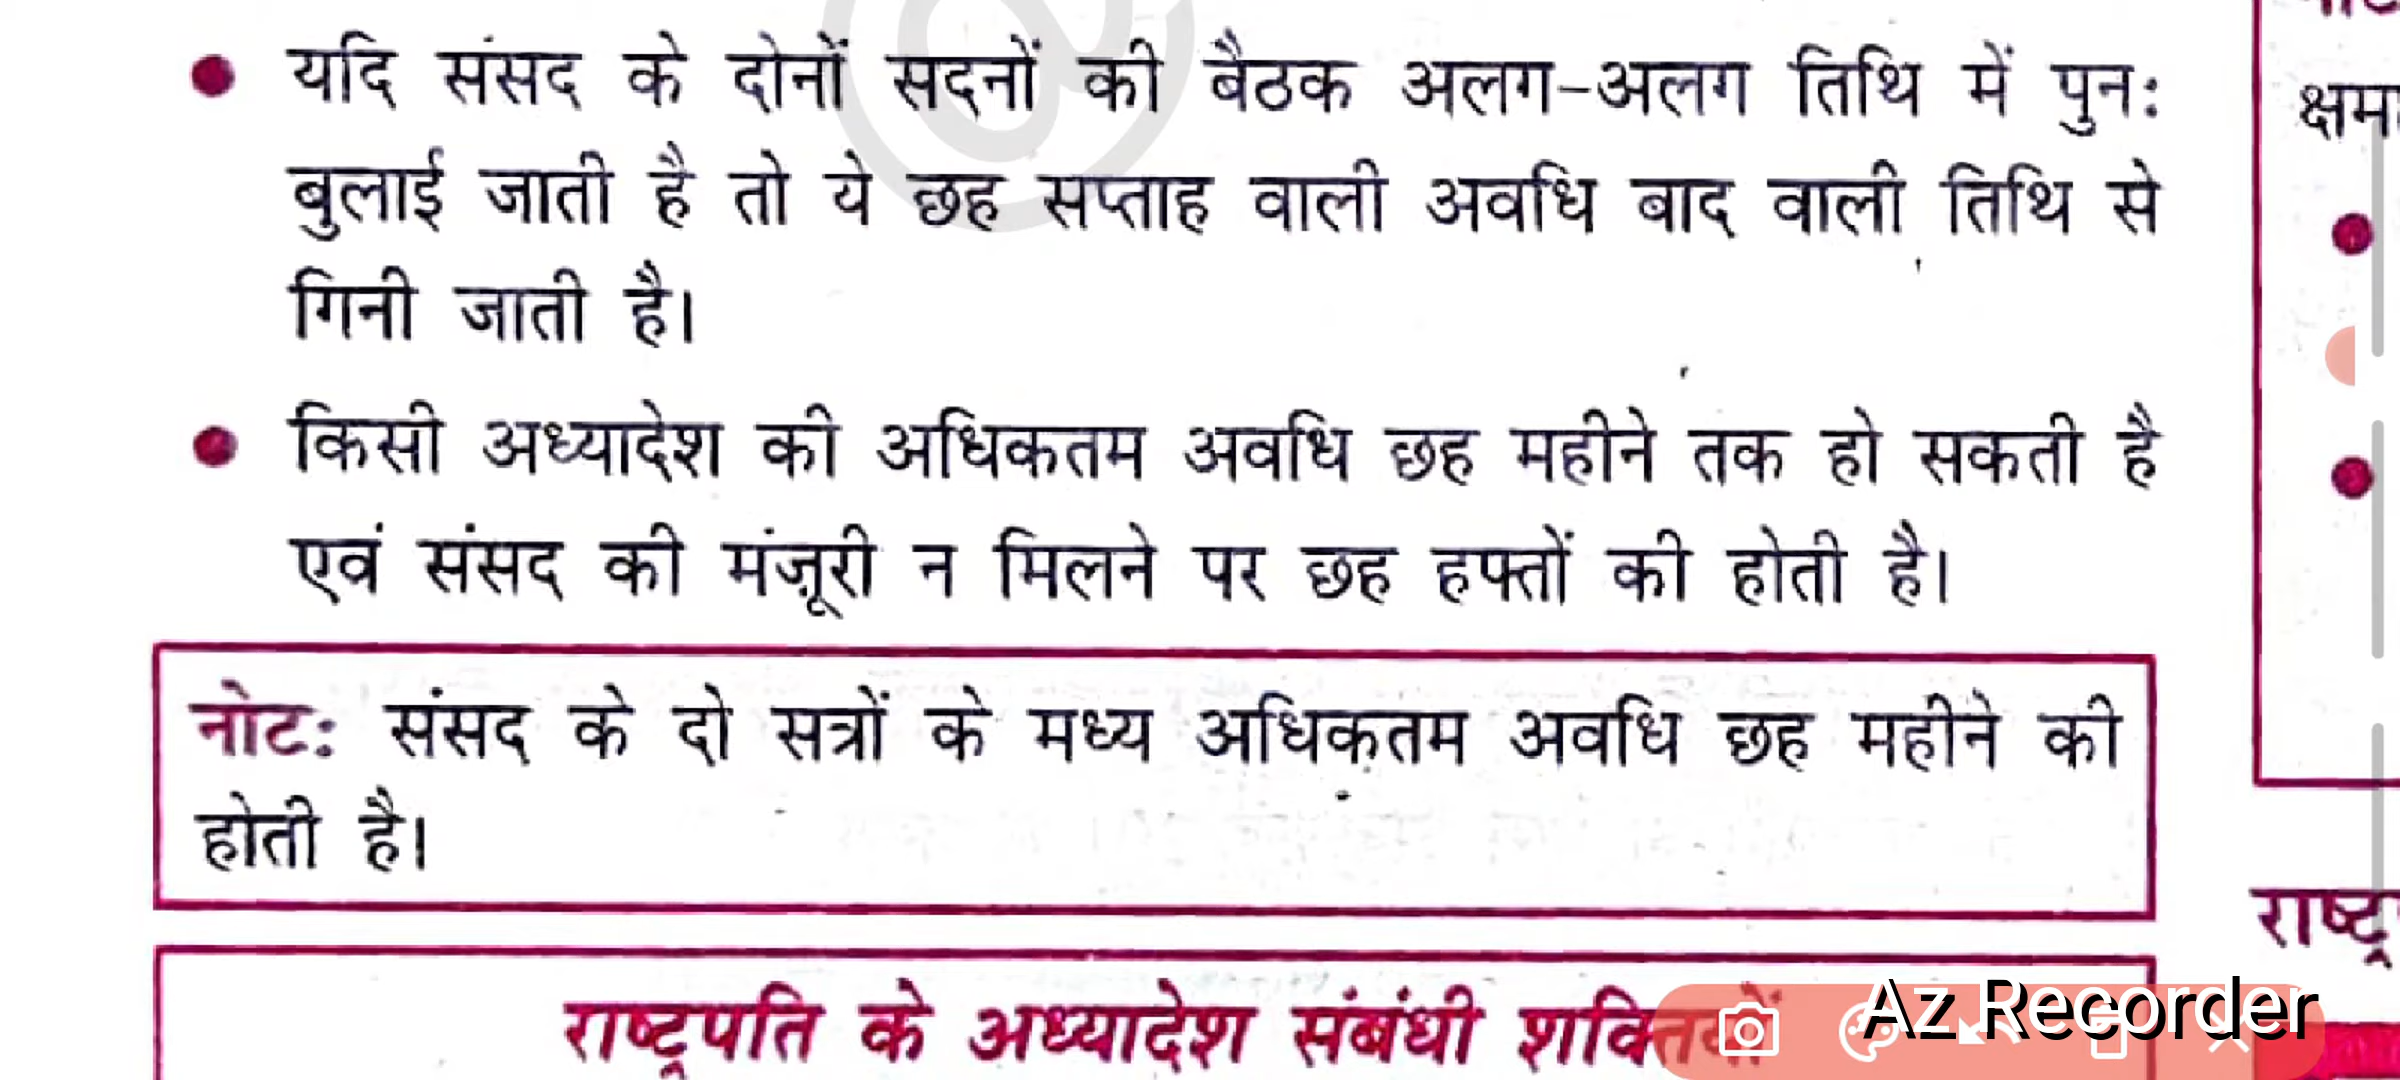 यदि संसद के दोनों सदनों की बैठक अलग-अलग तिथि में पुन:
बुलाई जाती है तो ये छह सप्ताह वाली अवधि बाद वाली तिथि से
गिनी जाती है।
किसी अध्यादेश की अधिकतम अवधि छह महीने तक हो सकती है
एवं संसद की मंज़ूरी न मिलने पर छह हफ्तों की होती है।
नोट: संसद के दो सत्रों के मध्य अधिकतम अवधि छह महीने की
होती है।
राष्ट्रपति के अध्यादेश संबंधी
Az Recorder